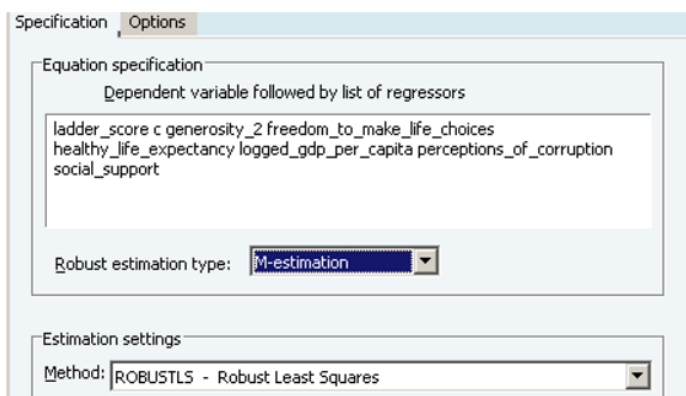 Specification Options
Equation specification
Dependent variable followed by list of regressors
ladder_score c generosity_2 freedom_to_make_life_choices
healthy_life_expectancy logged_gdp_per_capita perceptions_of_corruption
social_support
Robust estimation type: M-estimation
Estimation settings
Method: ROBUSTLS - Robust Least Squares